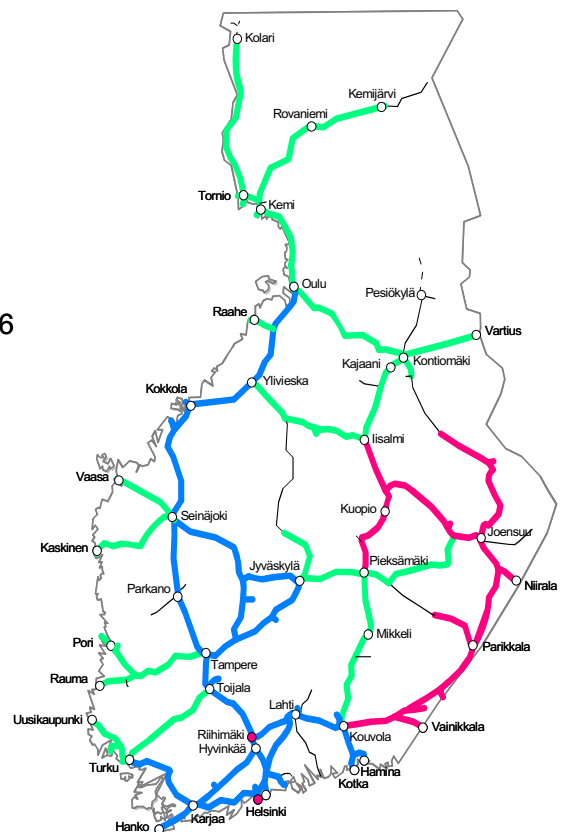 Kolari
Kemijärvi
Rovaniemi
Tornio
Kemi
Oulu
Pesiökylä
Raahe
6
Vartius
Kontiomäki
Kajaani
Ylivieska
Kokkola
Iisalmi
Vaasa
Kuopio
Seinäjoki
Joensuu
Kaskinen
Jyväskylä
Pieksämäki
Niirala
Parkano
Mikkeli
Pori
Parikkala
Tampere
Rauma
Toijala
Lahti
Uusikaupunki
Kouvola
Vainikkala
Riihimäki
Hyvinkää
Turku
Hamina
Kotka
Karjaa
Helsinki
Hanko